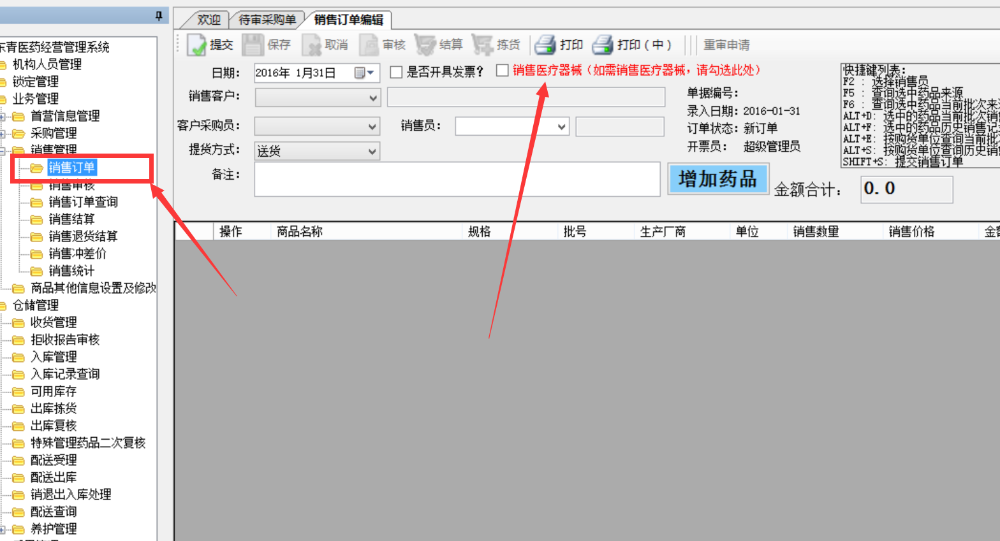 欢迎 待审采购单 销售订单编辑
提交 保存 取消 审核 结算 拣货 打印 打印(中) 重审申请
东青医药经营管理系统
机构人员管理
锁定管理
业务管理
首营信息管理
采购管理
销售管理
销售订单
销售审核
销售订单查询
销售结算
销售退货结算
销售冲差价
销售统计
商品其他信息设置及修改
仓储管理
收货管理
拒收报告审核
入库管理
入库记录查询
可用库存
出库拣货
出库复核
特殊管理药品二次复核
配送受理
配送出库
销退出入库处理
配送查询
养护管理
日期: 2016年 1月31日 是否开具发票? 销售医疗器械(如需销售医疗器械,请勾选此处)
销售客户:
客户采购员: 销售员:
提货方式: 送货
备注:
单据编号:
录入日期: 2016-01-31
订单状态: 新订单
开票员: 超级管理员
增加药品 金额合计: 0.0
快捷键列表:
F2 : 选择销售员
F5 : 查询选中药品来源
F6 : 查询选中药品当前批次来
ALT+D: 选中的药品当前批次销
ALT+F: 选中的药品历史销售记
ALT+E: 按购货单位查询当前批
ALT+S: 按购货单位查询历史销
SHIFT+S: 提交销售订单
操作 商品名称 规格 批号 生产厂商 单位 销售数量 销售价格 金